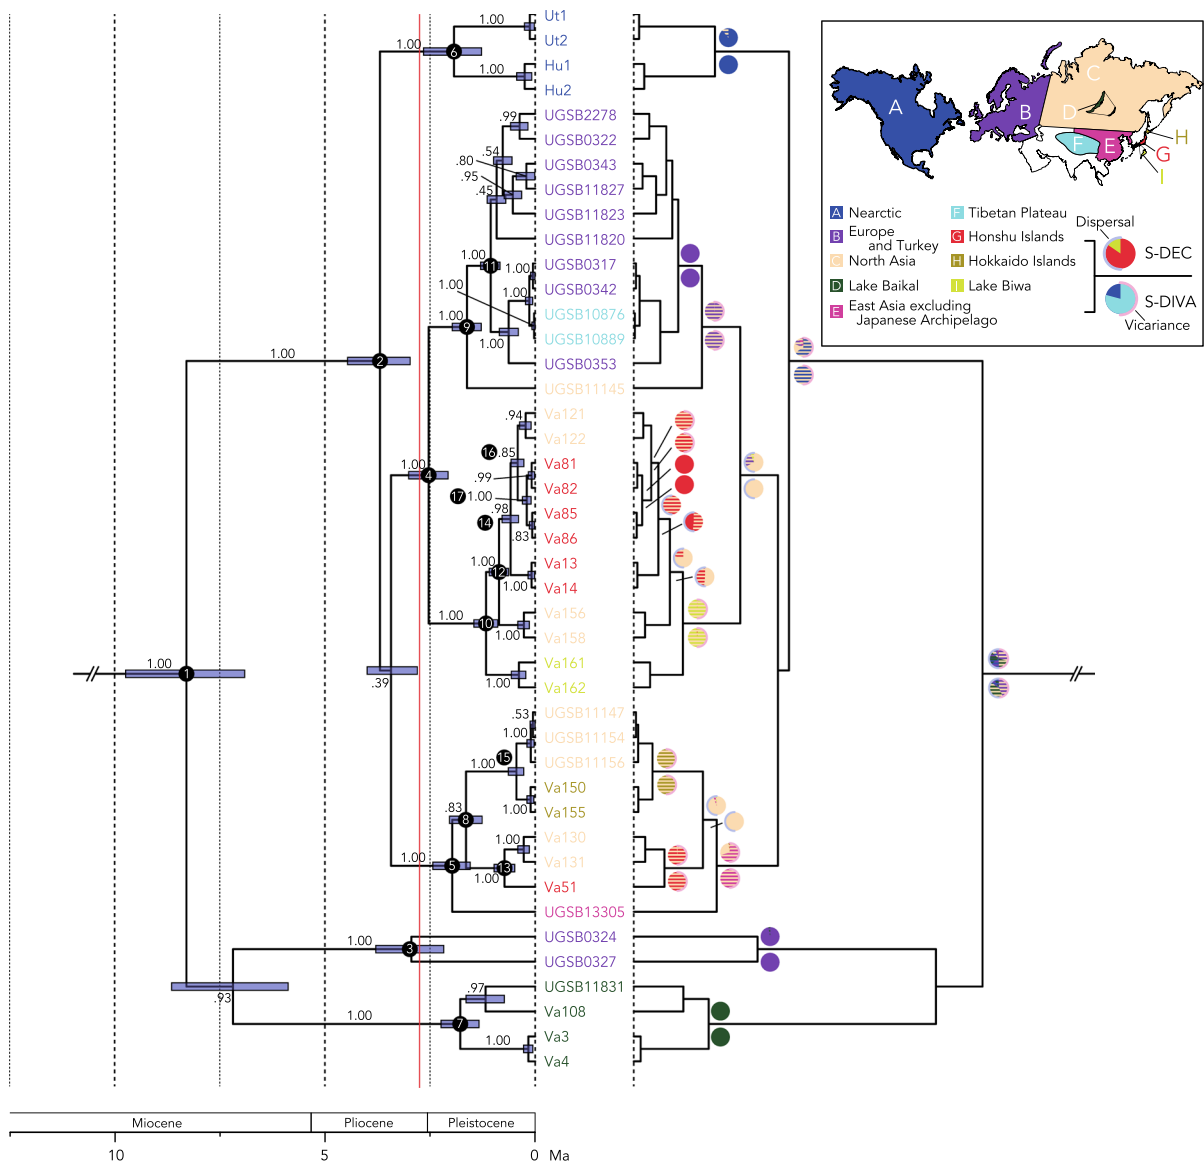 Ut1
Ut2
Hu1
Hu2
UGSB2278
UGSB0322
UGSB0343
UGSB11827
UGSB11823
UGSB11820
UGSB0317
UGSB0342
UGSB10876
UGSB10889
UGSB0353
UGSB11145
Va121
Va122
Va81
Va82
Va85
Va86
Va13
Va14
Va156
Va158
Va161
Va162
UGSB11147
UGSB11154
UGSB11156
Va150
Va155
Va130
Va131
Va51
UGSB13305
UGSB0324
UGSB0327
UGSB11831
Va108
Va3
Va4
1.00
1.00
6
1.00
.99
.54
.80
.95
.45
1.00
11
1.00
1.00
1.00
1.00
9
1.00
1.00
2
.94
16
.85
1.00
4
.99
17
1.00
.98
14
.83
1.00
12
1.00
1.00
10
1.00
1.00
1.00
1
.39
.53
1.00
15
1.00
1.00
.83
8
1.00
1.00
5
13
1.00
1.00
3
.93
.97
1.00
7
1.00
Miocene
Pliocene
Pleistocene
10
5
0
Ma
A
B
C
D
E
F
H
G
I
A Nearctic
B Europe
and Turkey
C North Asia
D Lake Baikal
E East Asia excluding
Japanese Archipelago
F Tibetan Plateau
G Honshu Islands
H Hokkaido Islands
I Lake Biwa
Dispersal
S-DEC
S-DIVA
Vicariance